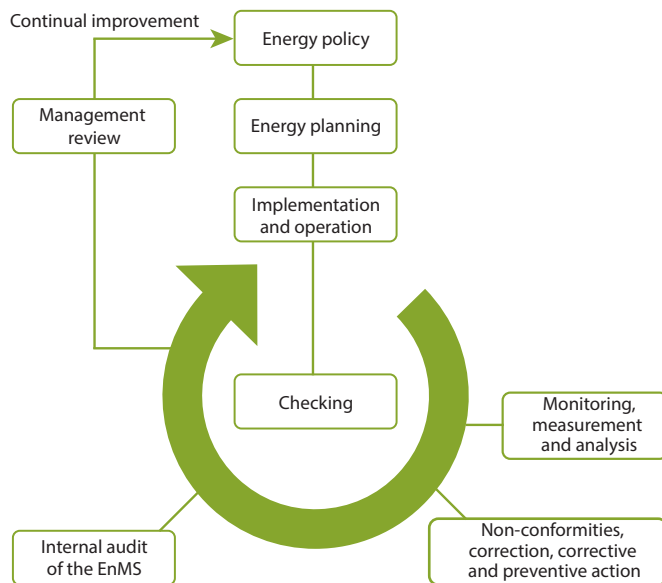 Continual improvement
Energy policy
Management
review
Energy planning
Implementation
and operation
Checking
Monitoring,
measurement
and analysis
Internal audit
of the EnMS
Non-conformities,
correction, corrective
and preventive action